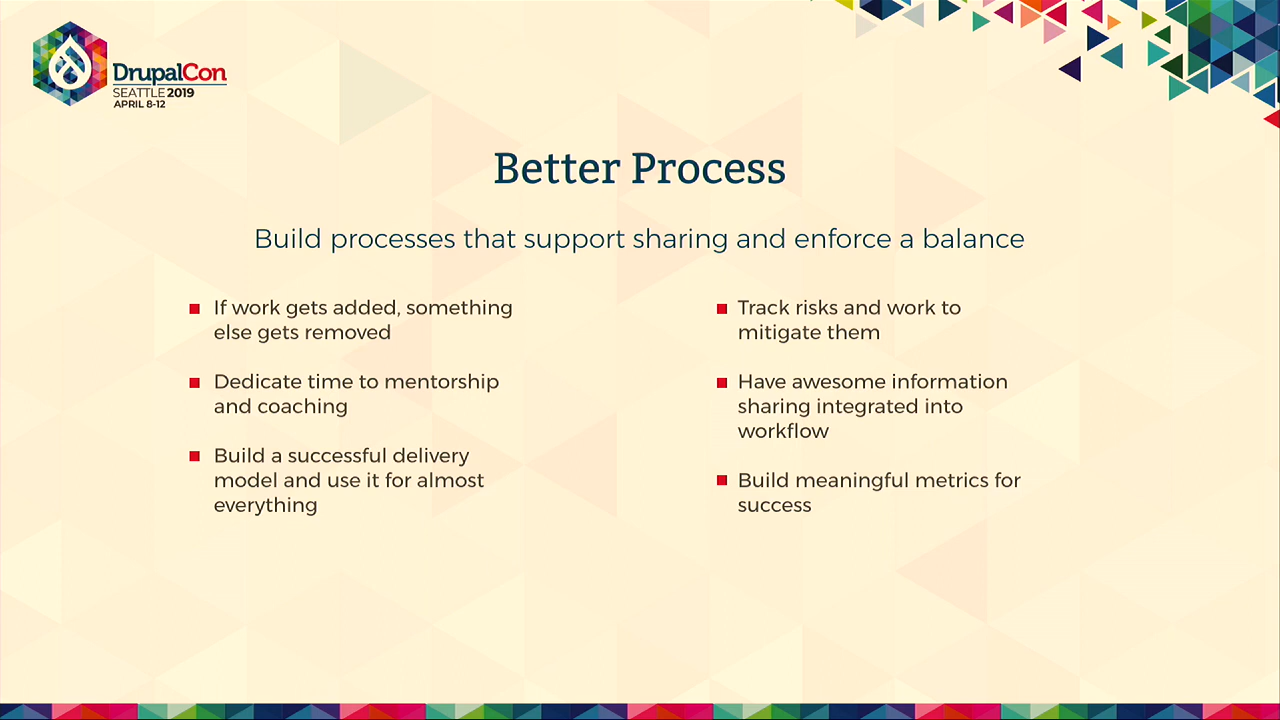 DrupalCon
SEATTLE 2019
APRIL 8-12
Better Process
Build processes that support sharing and enforce a balance
If work gets added, something
else gets removed
Dedicate time to mentorship
and coaching
Build a successful delivery
model and use it for almost
everything
Track risks and work to
mitigate them
Have awesome information
sharing integrated into
workflow
Build meaningful metrics for
success